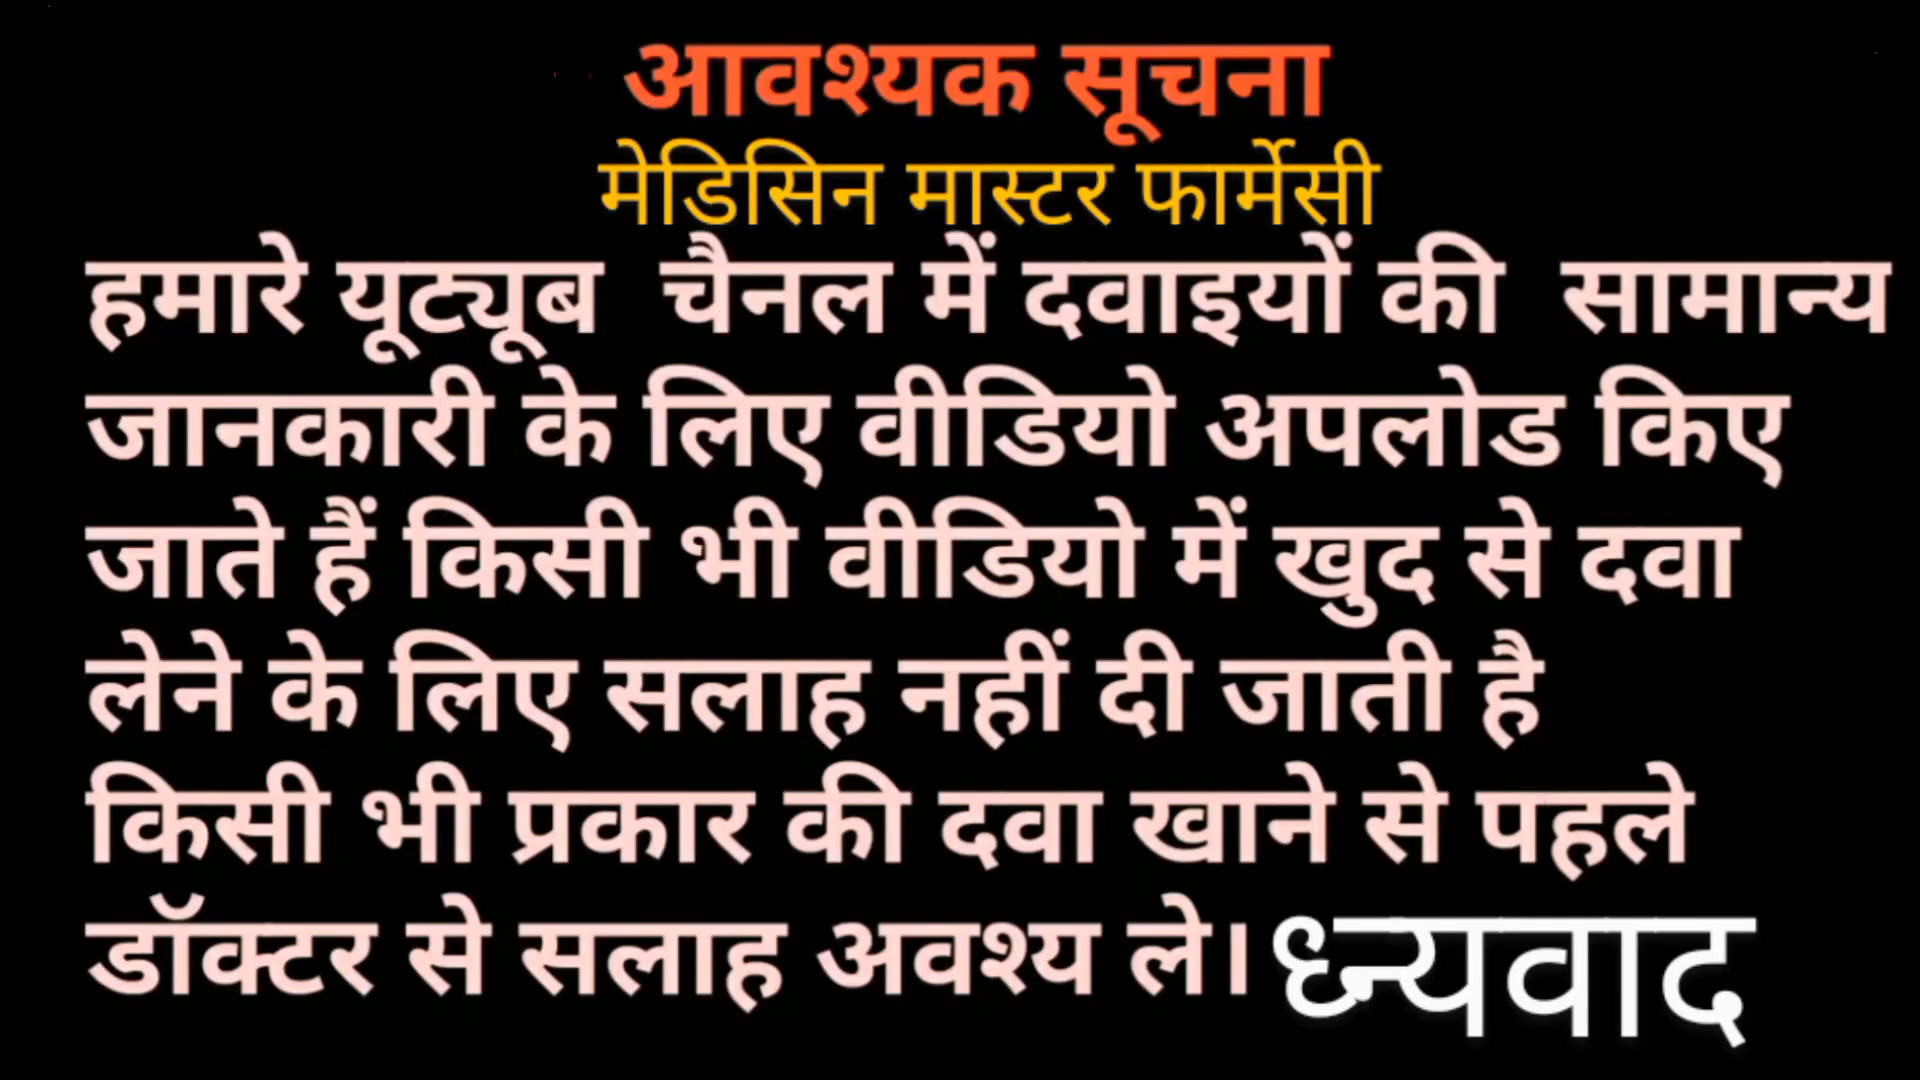 आवश्यक सूचना
मेडिसिन मास्टर फार्मेसी
हमारे यूट्यूब चैनल में दवाइयों की सामान्य
जानकारी के लिए वीडियो अपलोड किए
जाते हैं किसी भी वीडियो में खुद से दवा
लेने के लिए सलाह नहीं दी जाती है
किसी भी प्रकार की दवा खाने से पहले
डॉक्टर से सलाह अवश्य ले। ध्न्यवाद